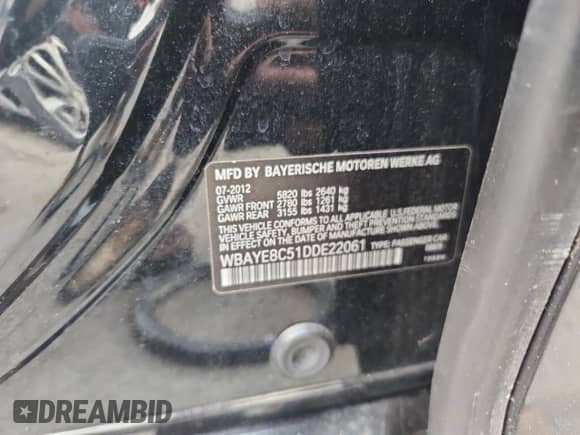 MFD BY BAYERISCHE MOTOREN WERKE AG
07-2012
GVWR 5820 lbs 2640 kg
GAWR FRONT 2780 lbs 1261 kg
GAWR REAR 3155 lbs 1431 kg
THIS VEHICLE CONFORMS TO ALL APPLICABLE U.S. FEDERAL MOTOR
VEHICLE SAFETY, BUMPER AND THEFT PREVENTION STANDARDS
IN EFFECT ON THE DATE OF MANUFACTURE SHOWN ABOVE.
WBAYE8C51DDE22061 TYPE: PASSENGER CAR
DREAMBID